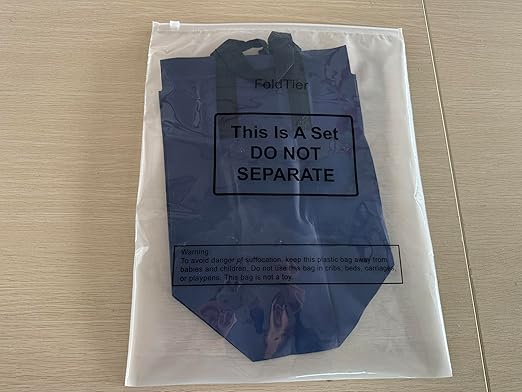 FoldTier
This Is A Set
DO NOT
SEPARATE
Warning
To avoid danger of suffocation, keep this plastic bag away from
babies and children. Do not use this bag in cribs, beds, carriages,
or playpens. This bag is not a toy.